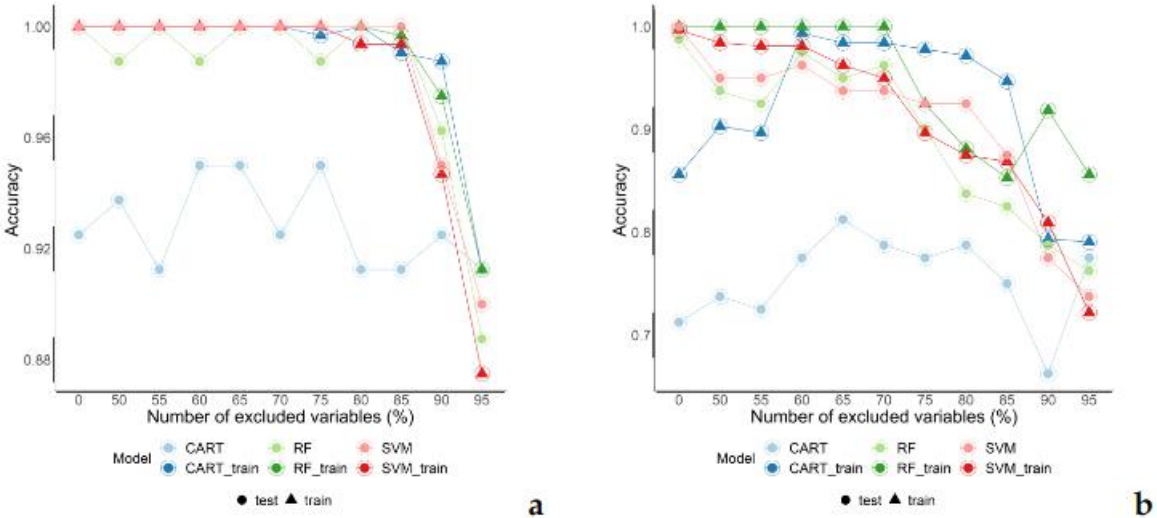 1.00
0.96
0.92
0.88
Accuracy
0 50 55 60 65 70 75 80 85 90 95
Number of excluded variables (%)
Model
CART RF SVM
CART_train RF_train SVM_train
test train
a
1.0
0.9
0.8
0.7
Accuracy
0 50 55 60 65 70 75 80 85 90 95
Number of excluded variables (%)
Model
CART RF SVM
CART_train RF_train SVM_train
test train
b